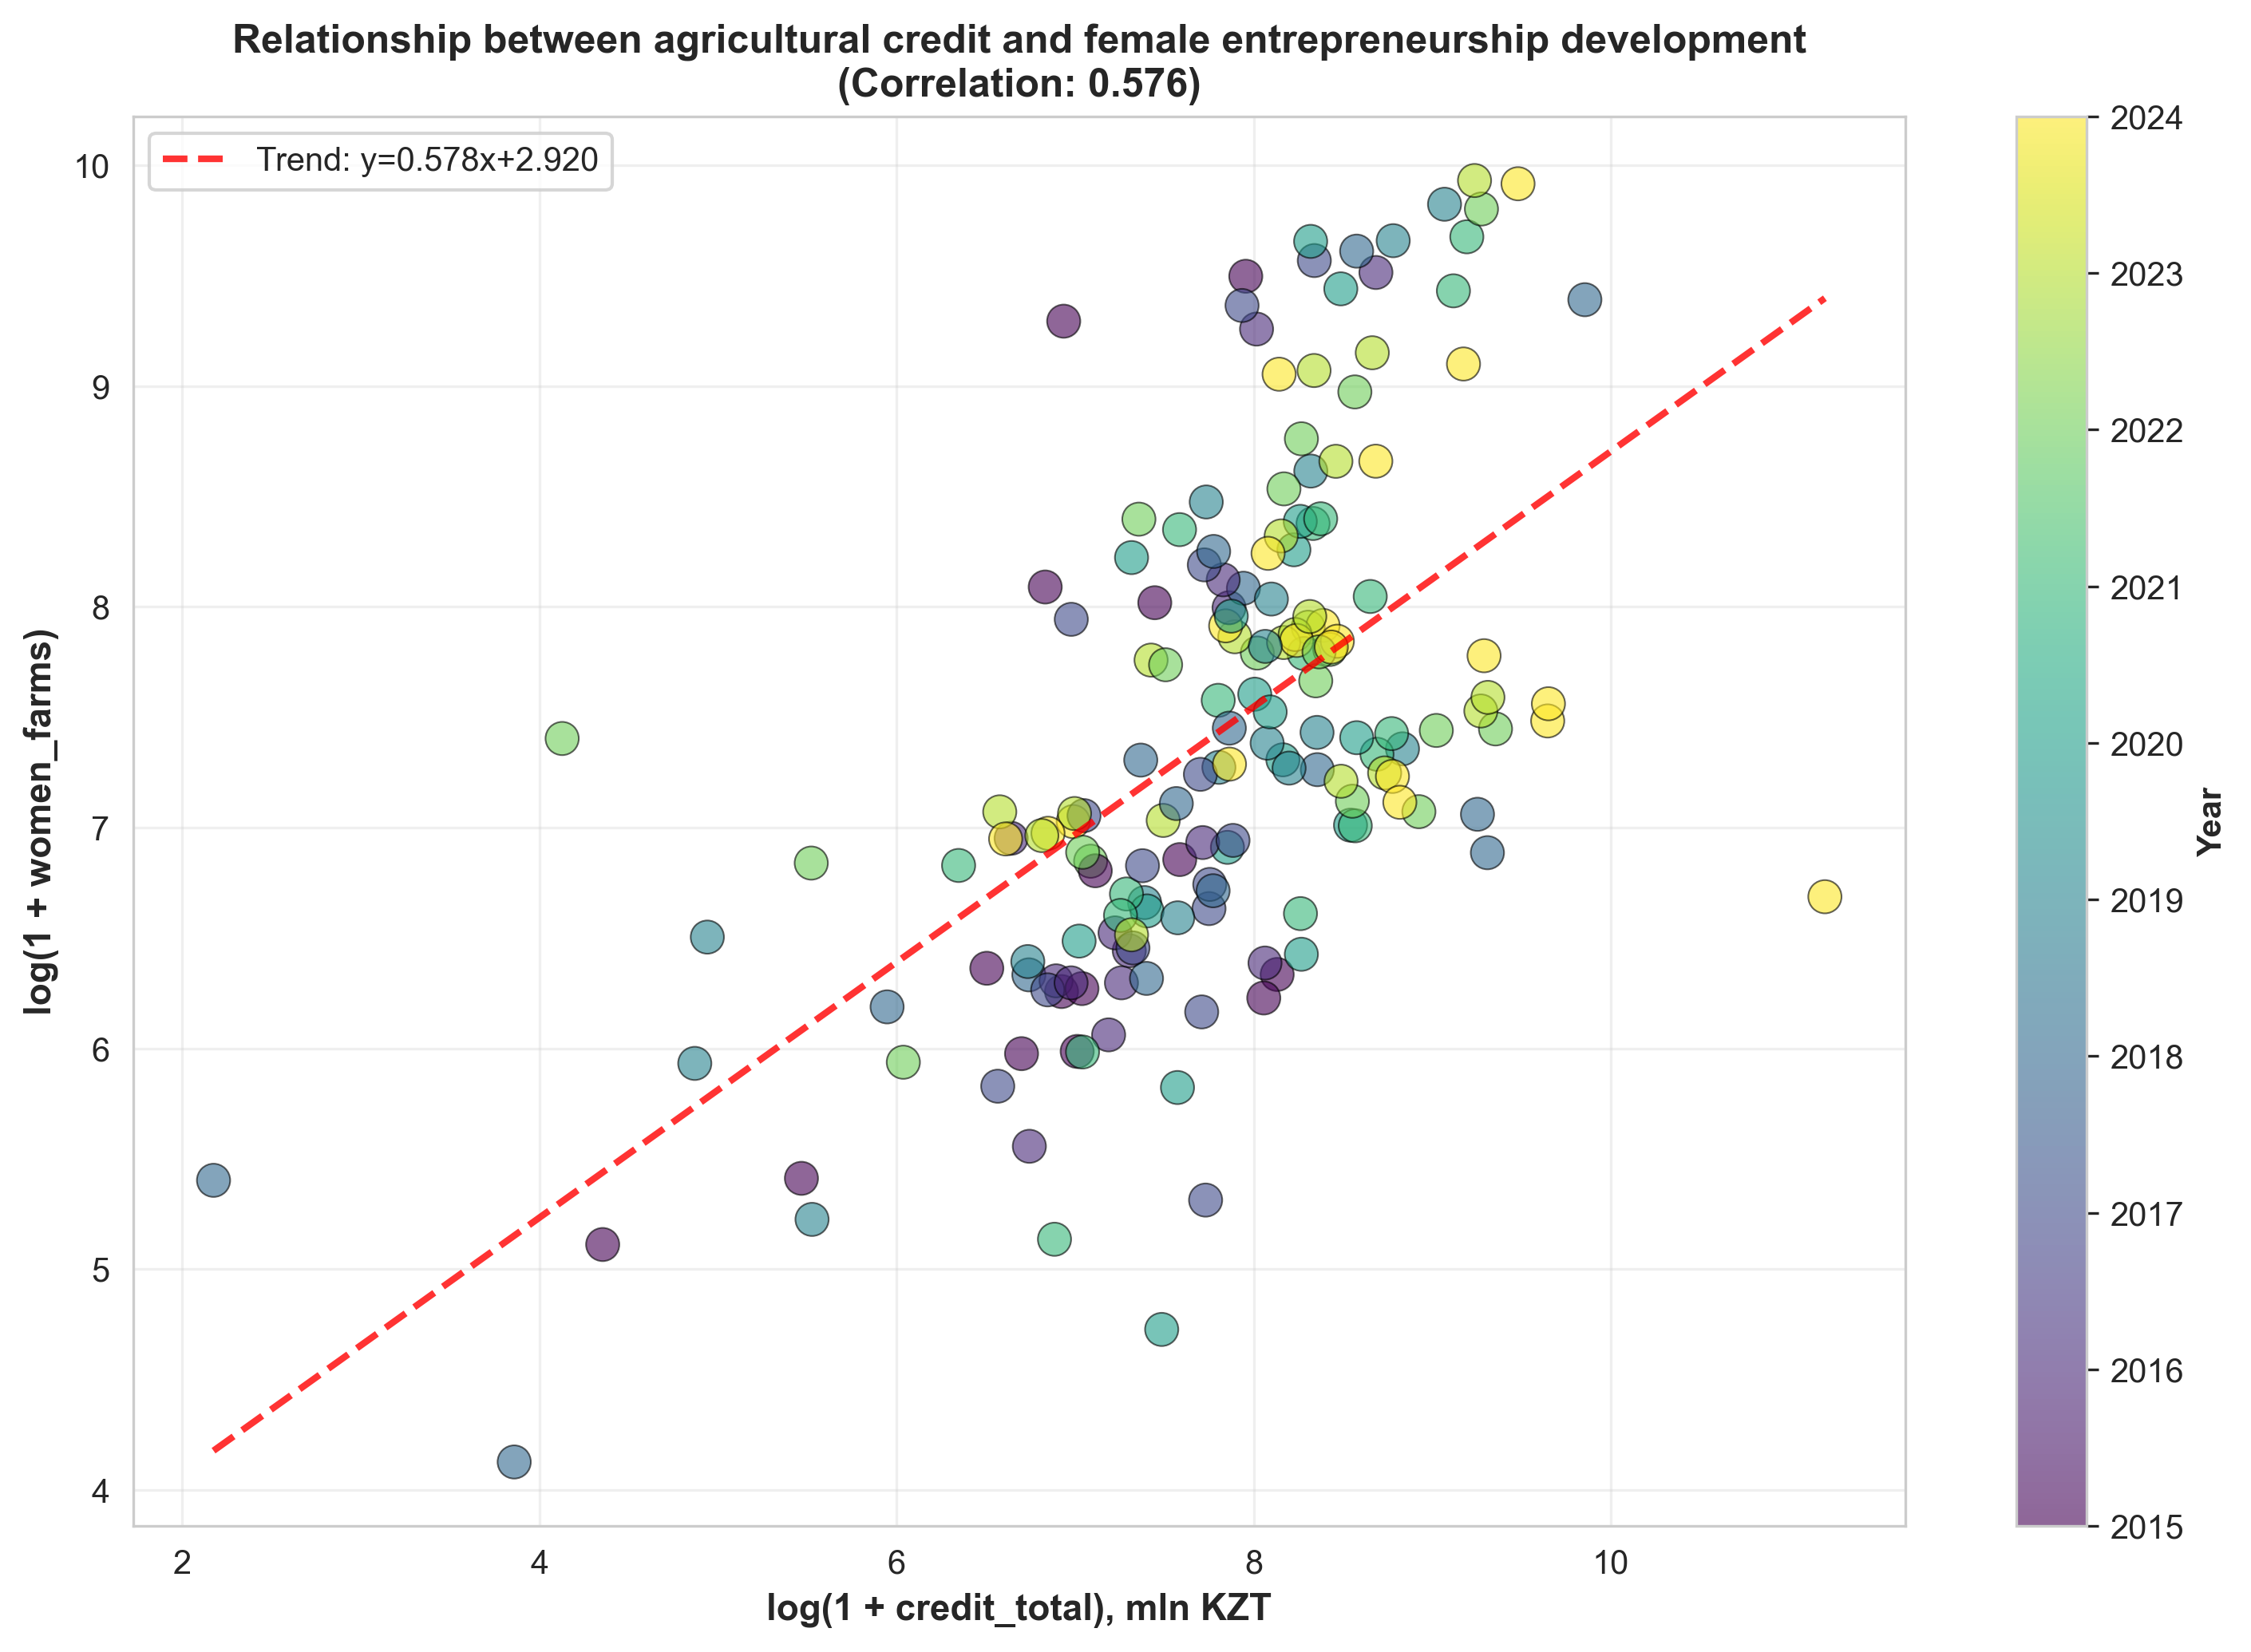 Relationship between agricultural credit and female entrepreneurship development
(Correlation: 0.576)
Trend: y=0.578x+2.920
10
9
8
7
6
5
4
log(1 + women_farms)
2 4 6 8 10
log(1 + credit_total), mln KZT
2024
2023
2022
2021
2020
2019
2018
2017
2016
2015
Year